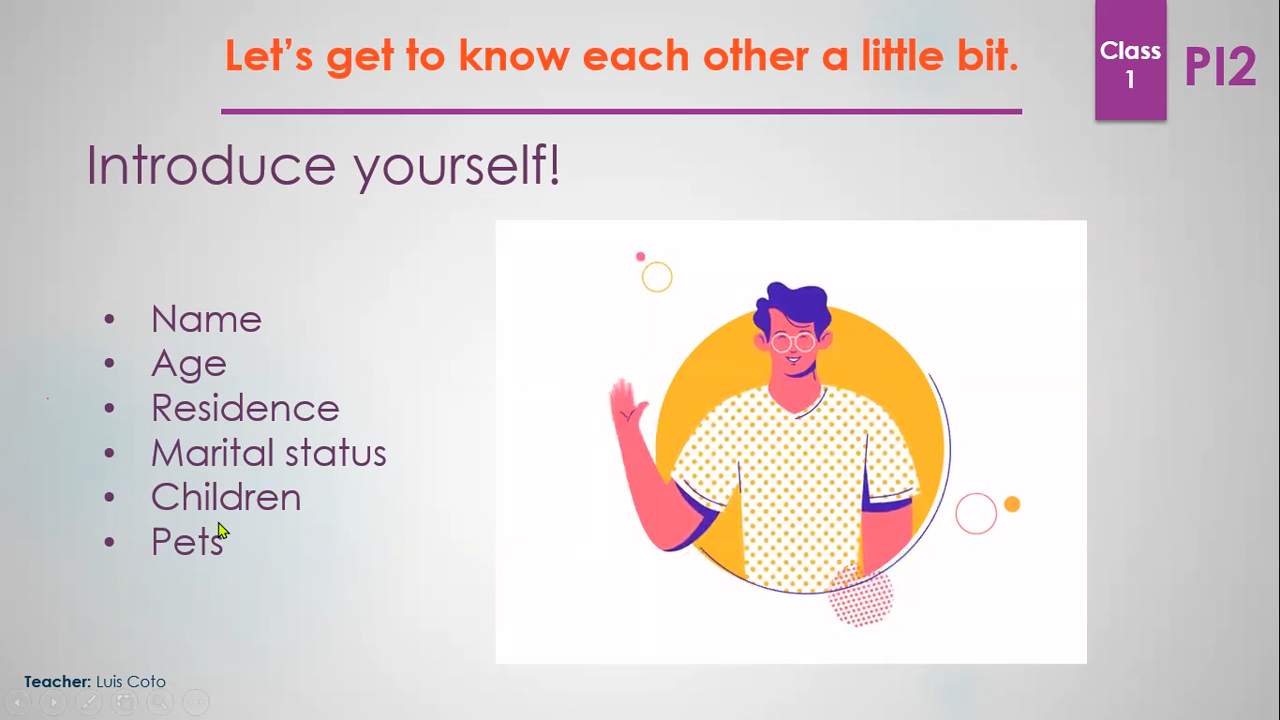 Let's get to know each other a little bit.
Class
1
PI2
Introduce yourself!
• Name
• Age
• Residence
• Marital status
• Children
• Pets
Teacher: Luis Coto